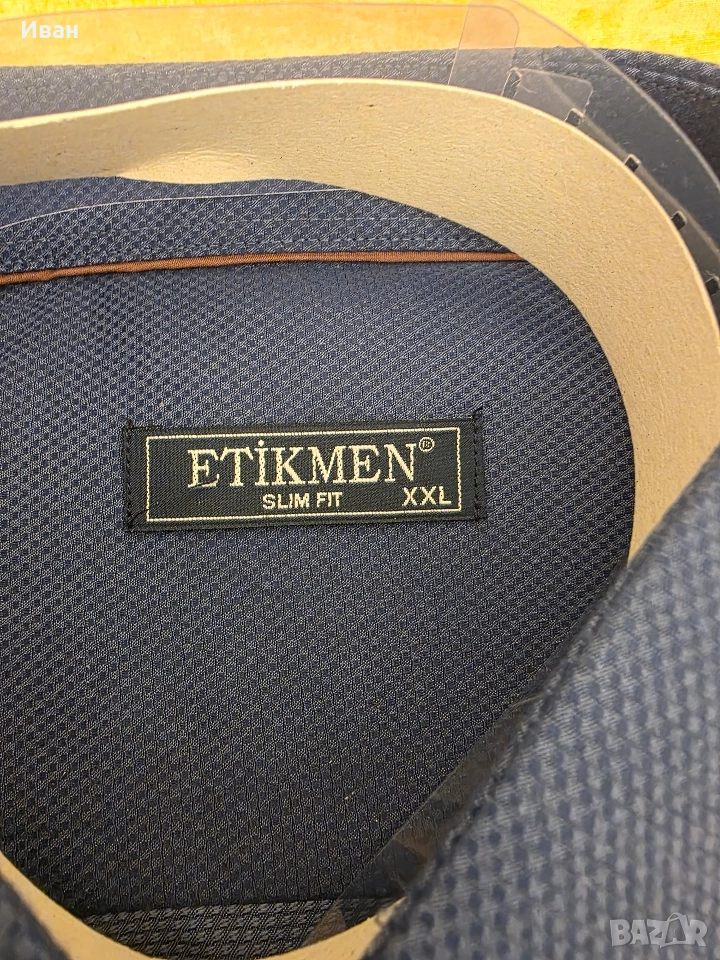 Иван
ETİKMEN®
SLIM FIT XXL
BAZAR